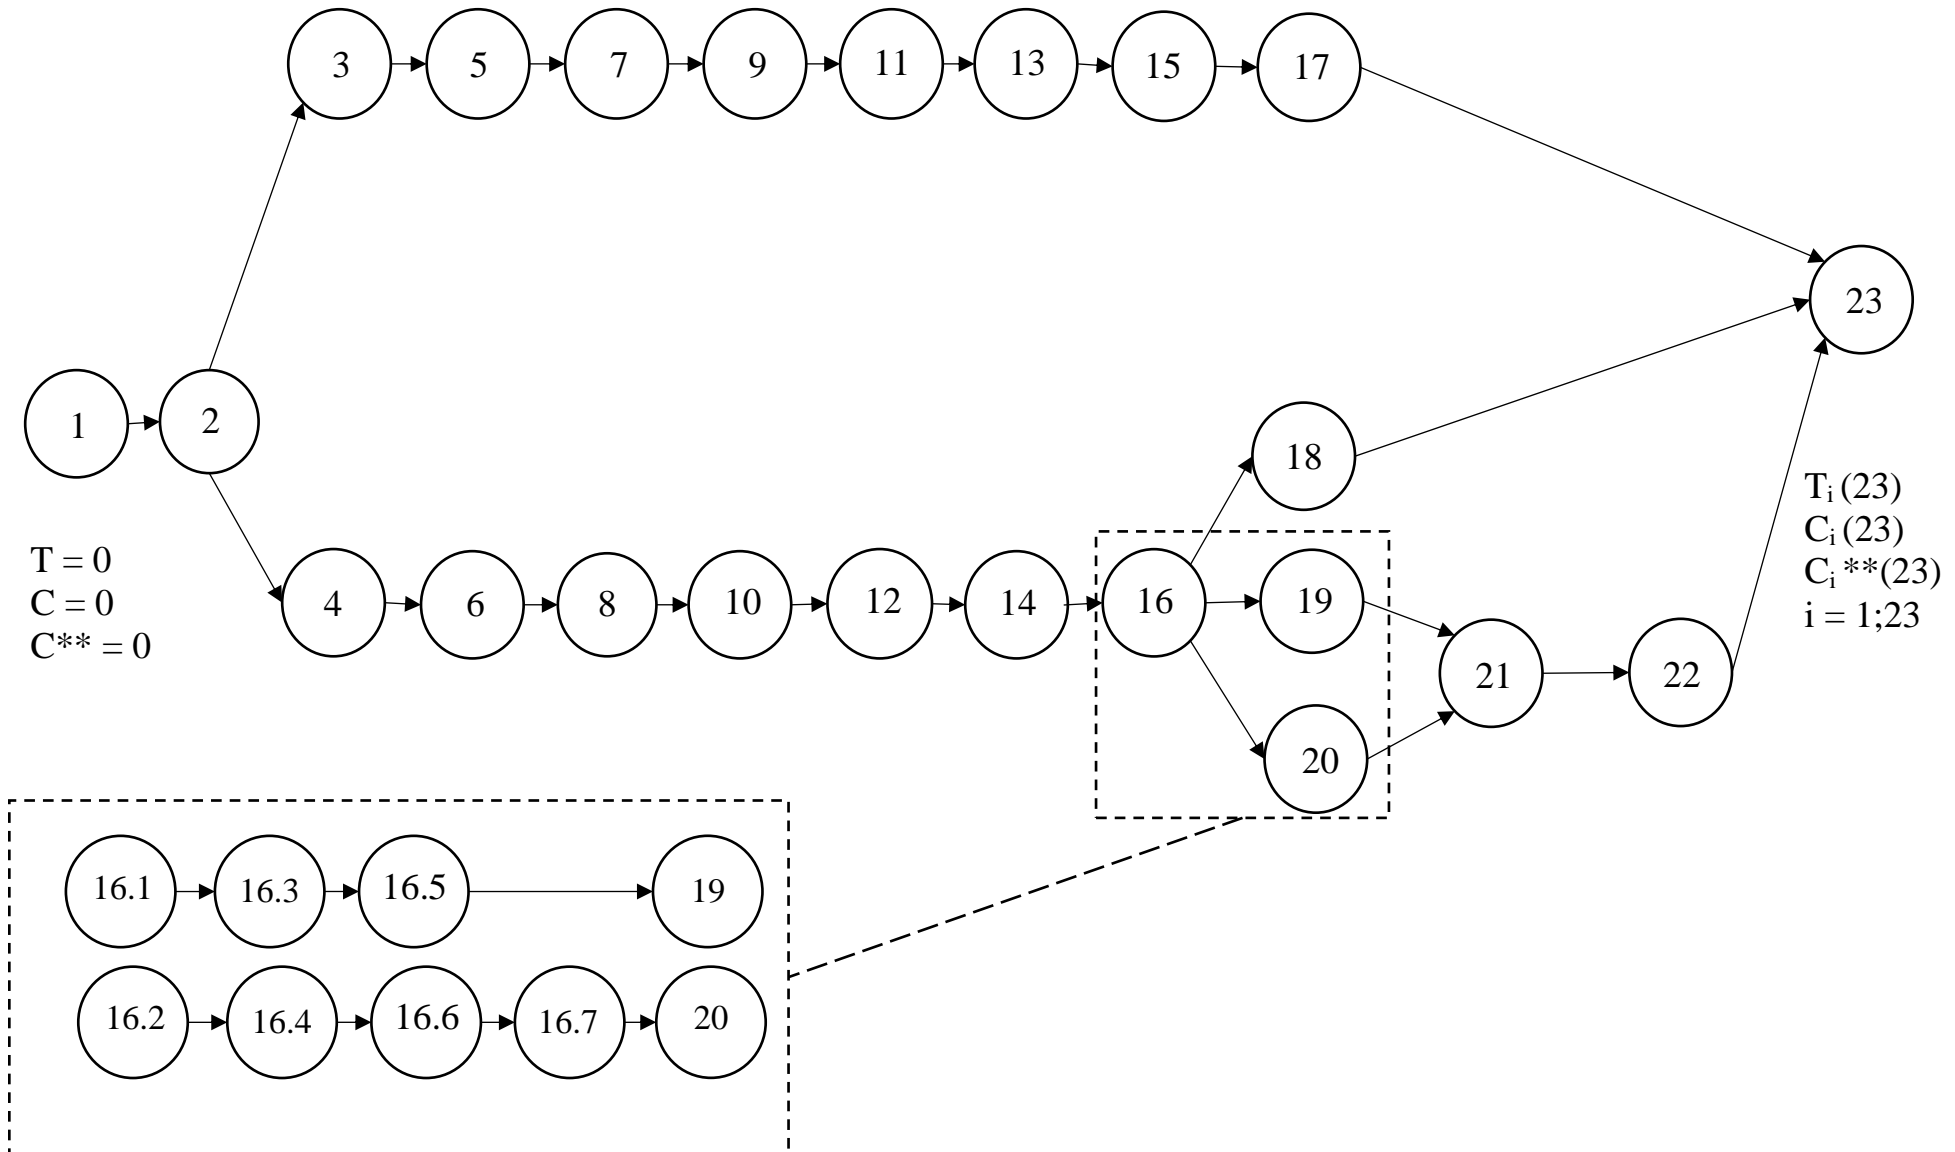 3 5 7 9 11 13 15 17
23
1 2
18
T = 0
C = 0
C** = 0
4 6 8 10 12 14 16 19
20
21 22
Tᵢ (23)
Cᵢ (23)
Cᵢ **(23)
i = 1;23
16.1 16.3 16.5 19
16.2 16.4 16.6 16.7 20